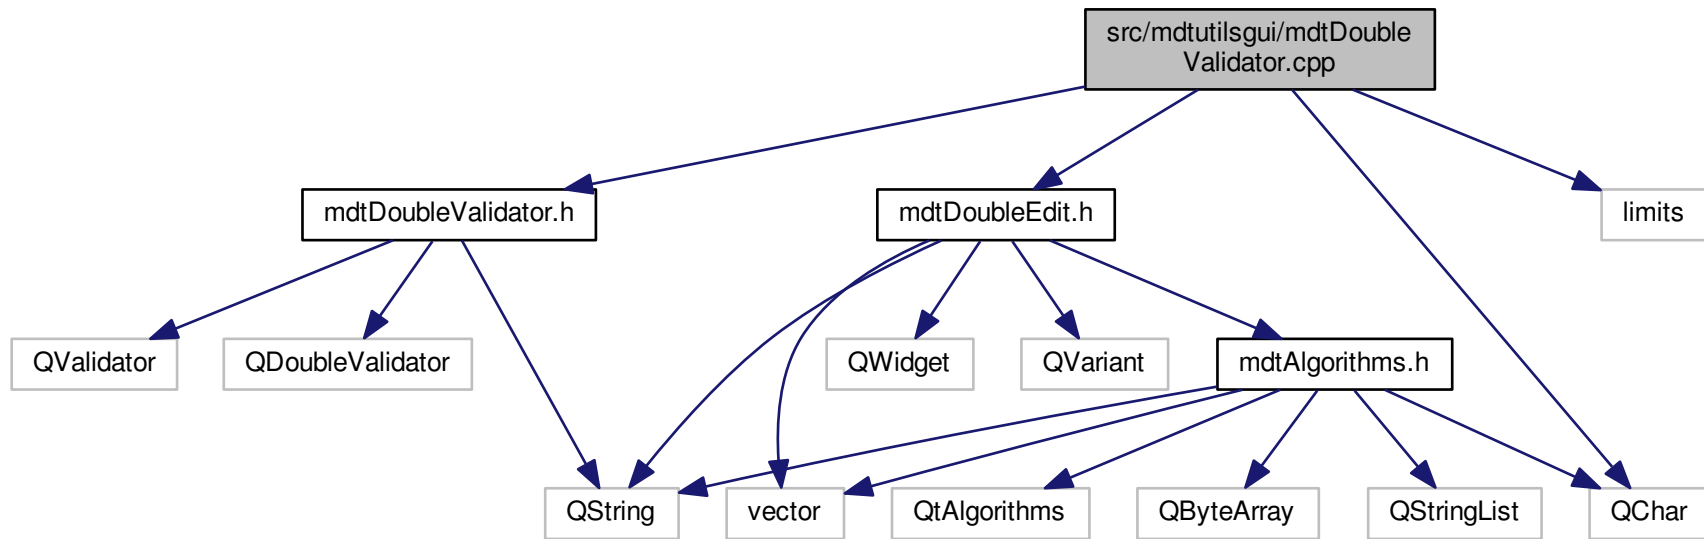 src/mdtutilsgui/mdtDouble
Validator.cpp
mdtDoubleValidator.h
mdtDoubleEdit.h
limits
QValidator
QDoubleValidator
QWidget
QVariant
mdtAlgorithms.h
QString
vector
QtAlgorithms
QByteArray
QStringList
QChar